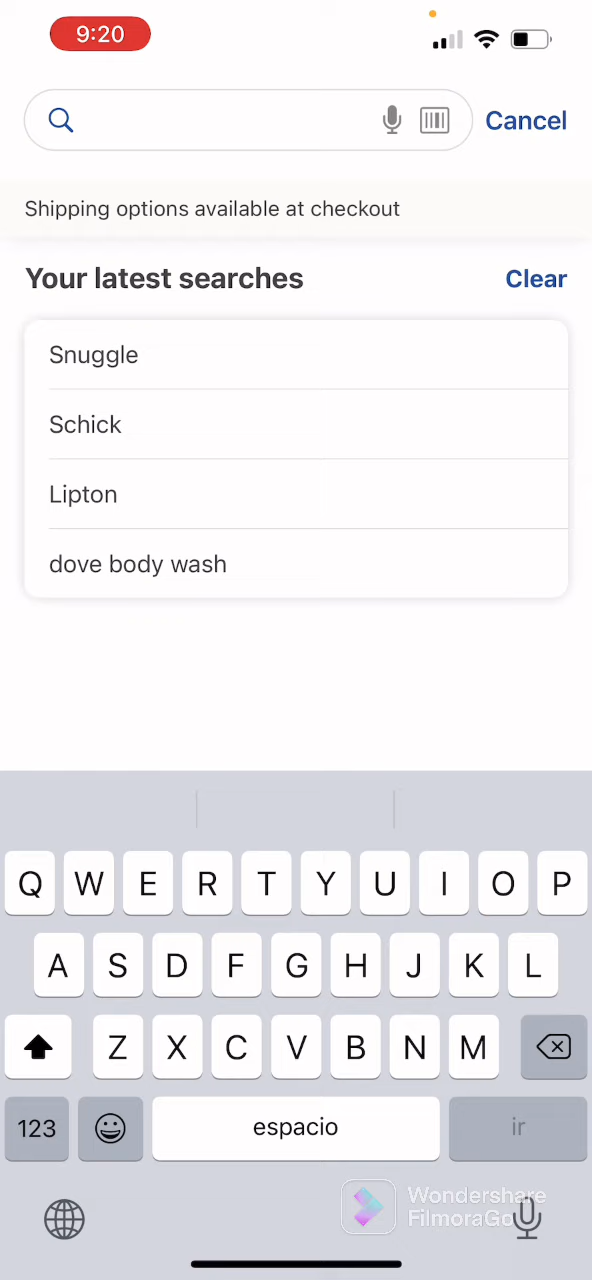 9:20
Cancel
Shipping options available at checkout
Your latest searches
Clear
Snuggle
Schick
Lipton
dove body wash
Q W E R T Y U I O P
A S D F G H J K L
Z X C V B N M
123
espacio
ir
Wondershare
FilmoraGo